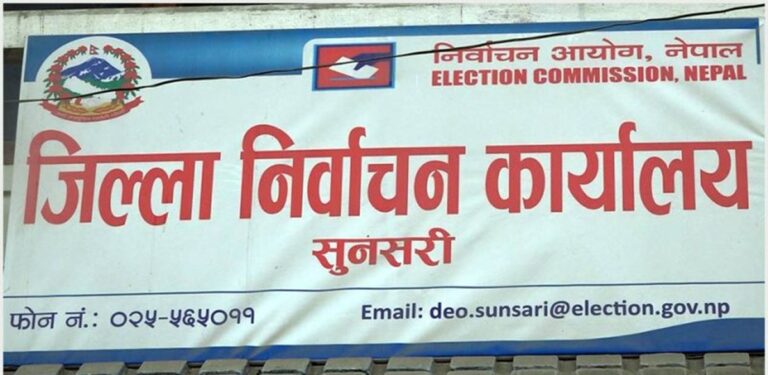 निर्वाचन आयोग, नेपाल
ELECTION COMMISSION, NEPAL
जिल्ला निर्वाचन कार्यालय
सुनसरी
फोन नं.: ०२५-५६५०११
Email: deo.sunsari@election.gov.np